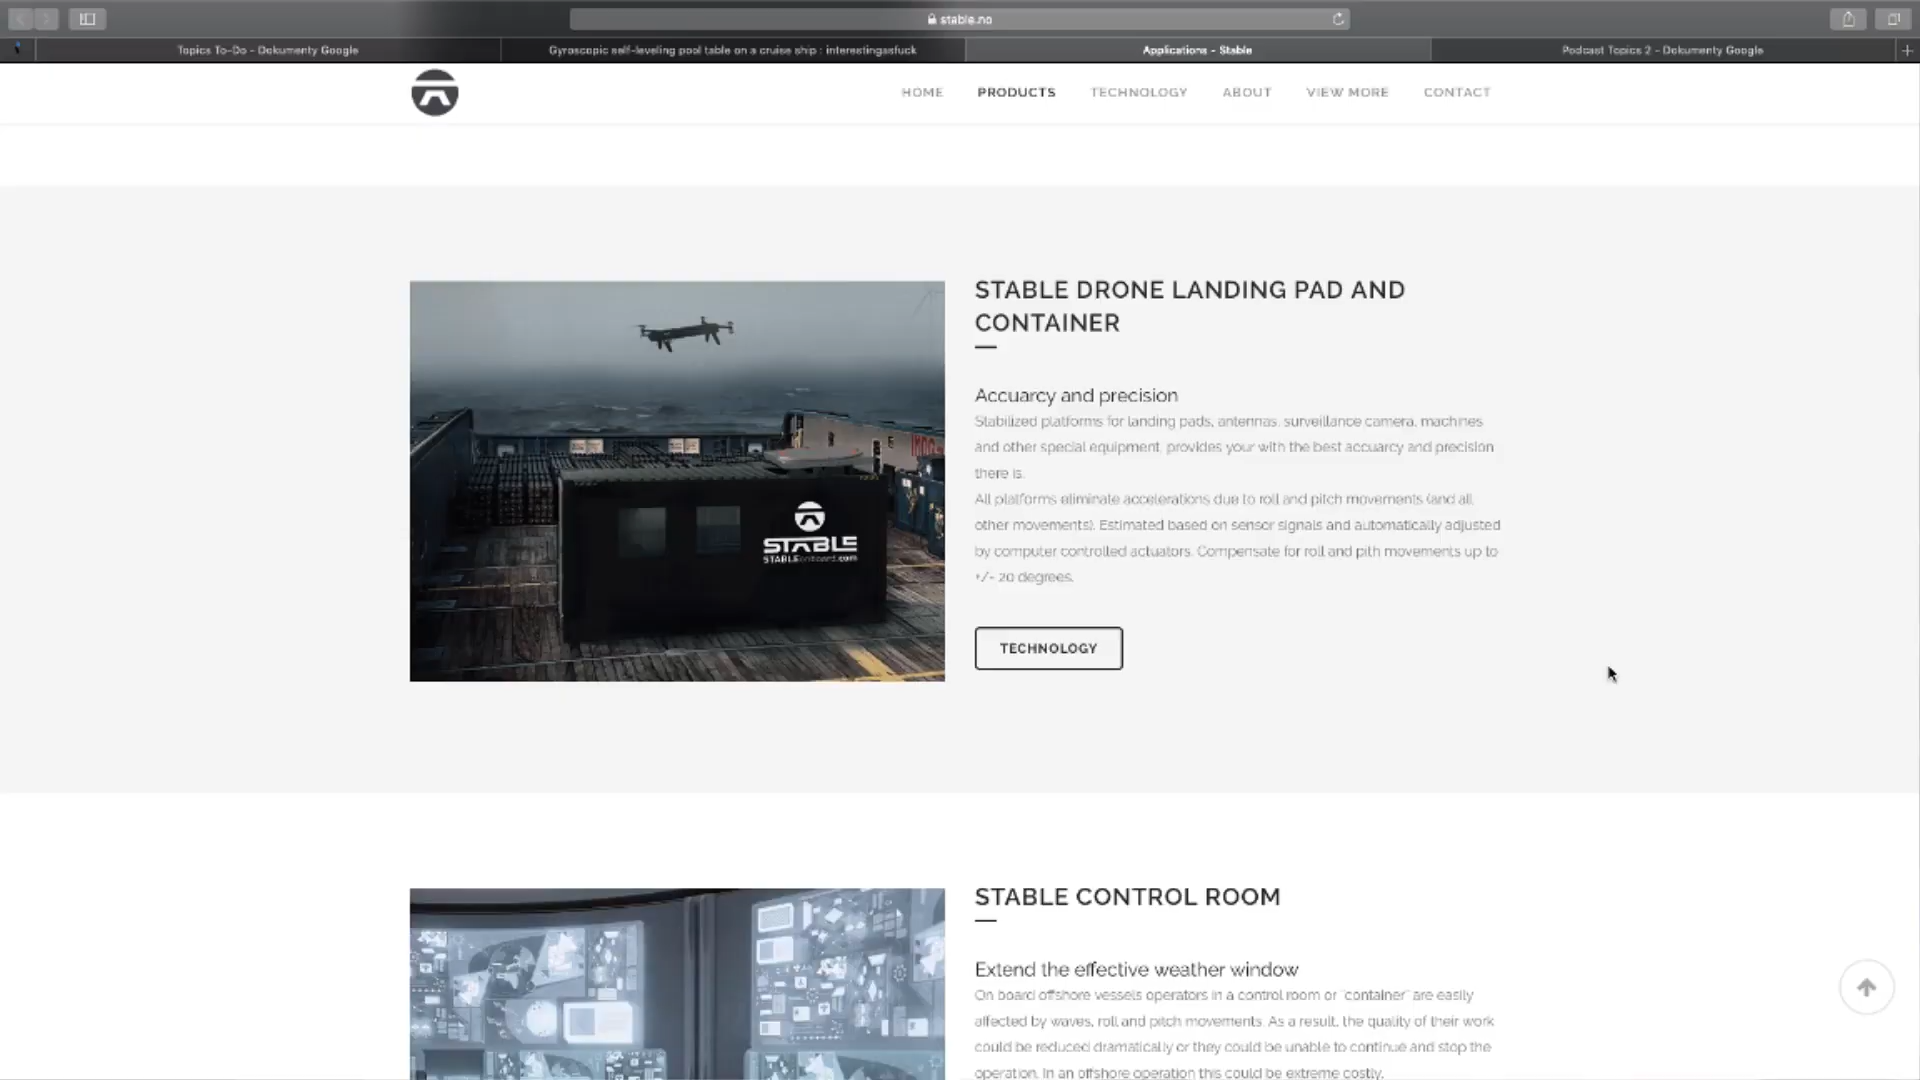 stable.no
Topics To-Do - Dokumenty Google
Gyroscopic self-leveling pool table on a cruise ship : interestingasfuck
Applications - Stable
Podcast Topics 2 - Dokumenty Google
HOME
PRODUCTS
TECHNOLOGY
ABOUT
VIEW MORE
CONTACT
STABLE DRONE LANDING PAD AND
CONTAINER
Accuarcy and precision
Stabilized platforms for landing pads, antennas, surveillance camera, machines
and other special equipment, provides your with the best accuarcy and precision
there is.
All platforms eliminate accelerations due to roll and pitch movements (and all
other movements). Estimated based on sensor signals and automatically adjusted
by computer controlled actuators. Compensate for roll and pith movements up to
+/- 20 degrees.
TECHNOLOGY
STABLE
STABLEonboard.com
STABLE CONTROL ROOM
Extend the effective weather window
On board offshore vessels operators in a control room or "container" are easily
affected by waves, roll and pitch movements. As a result, the quality of their work
could be reduced dramatically or they could be unable to continue and stop the
operation. In an offshore operation this could be extreme costly.